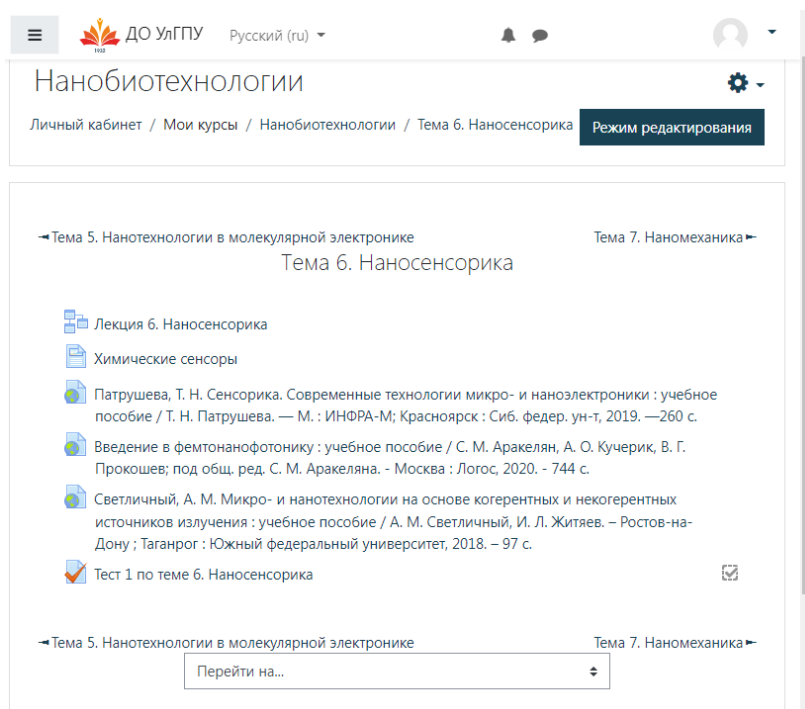 ДО УлГПУ Русский (ru)
1932
Нанобиотехнологии
Личный кабинет / Мои курсы / Нанобиотехнологии / Тема 6. Наносенсорика Режим редактирования
Тема 5. Нанотехнологии в молекулярной электронике Тема 7. Наномеханика
Тема 6. Наносенсорика
Лекция 6. Наносенсорика
Химические сенсоры
Патрушева, Т. Н. Сенсорика. Современные технологии микро- и наноэлектроники : учебное
пособие / Т. Н. Патрушева. — М. : ИНФРА-М; Красноярск : Сиб. федер. ун-т, 2019. —260 с.
Введение в фемтонанофотонику : учебное пособие / С. М. Аракелян, А. О. Кучерик, В. Г.
Прокошев; под общ. ред. С. М. Аракеляна. - Москва : Логос, 2020. - 744 с.
Светличный, А. М. Микро- и нанотехнологии на основе когерентных и некогерентных
источников излучения : учебное пособие / А. М. Светличный, И. Л. Житяев. – Ростов-на-
Дону ; Таганрог : Южный федеральный университет, 2018. – 97 с.
Тест 1 по теме 6. Наносенсорика
Тема 5. Нанотехнологии в молекулярной электронике Тема 7. Наномеханика
Перейти на...